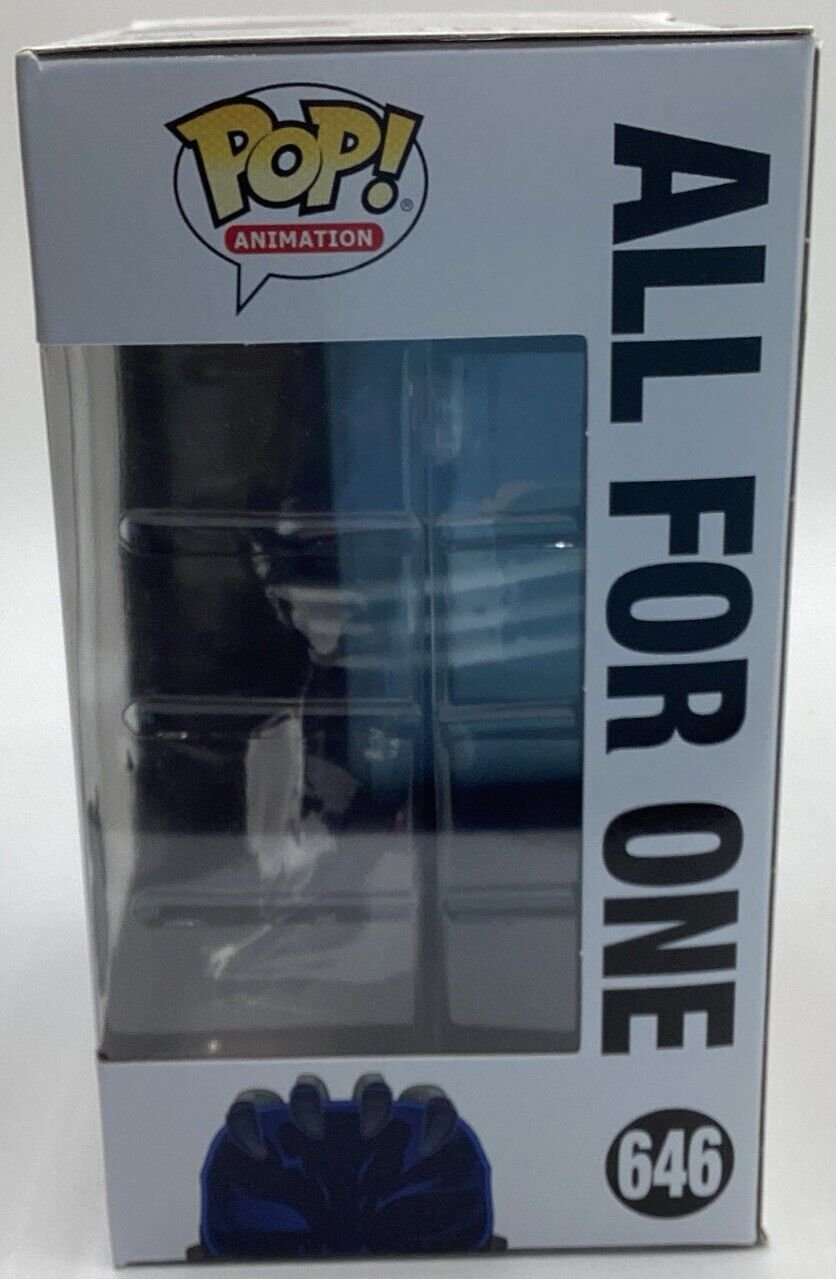 POP!
®
ANIMATION
ALL FOR ONE
646